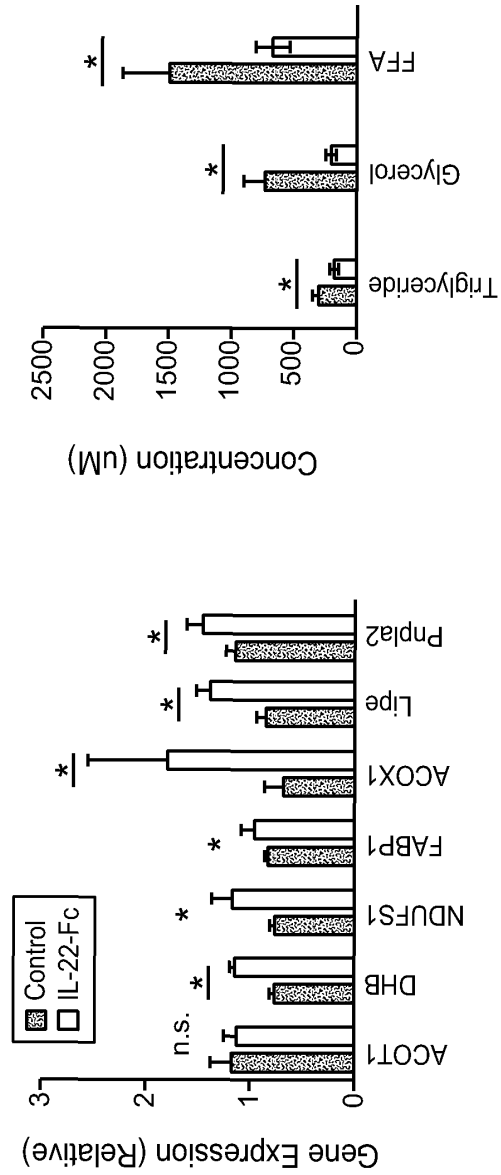 Control
IL-22-Fc
Gene Expression (Relative)
3
2
1
0
n.s.
*
*
*
*
*
*
ACOT1
DHB
NDUFS1
FABP1
ACOX1
Lipe
Pnpla2
Concentration (uM)
2500
2000
1500
1000
500
0
*
*
*
Triglyceride
Glycerol
FFA